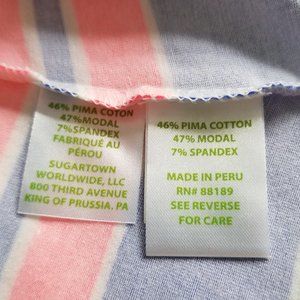 46% PIMA COTTON
47% MODAL
7% SPANDEX
FABRIQUÉ AU
PÉROU
SUGARTOWN
WORLDWIDE, LLC
800 THIRD AVENUE
KING OF PRUSSIA, PA
46% PIMA COTTON
47% MODAL
7% SPANDEX
MADE IN PERU
RN# 88189
SEE REVERSE
FOR CARE